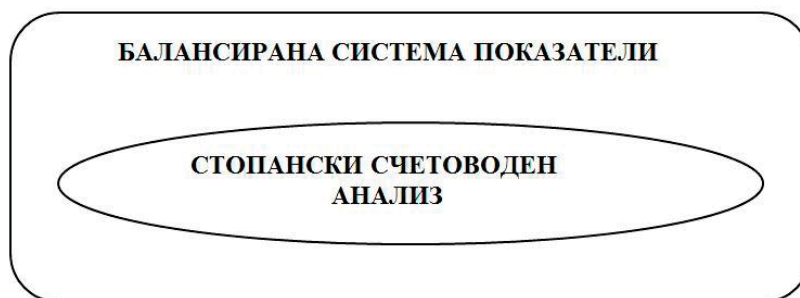 БАЛАНСИРАНА СИСТЕМА ПОКАЗАТЕЛИ
СТОПАНСКИ СЧЕТОВОДЕН
АНАЛИЗ